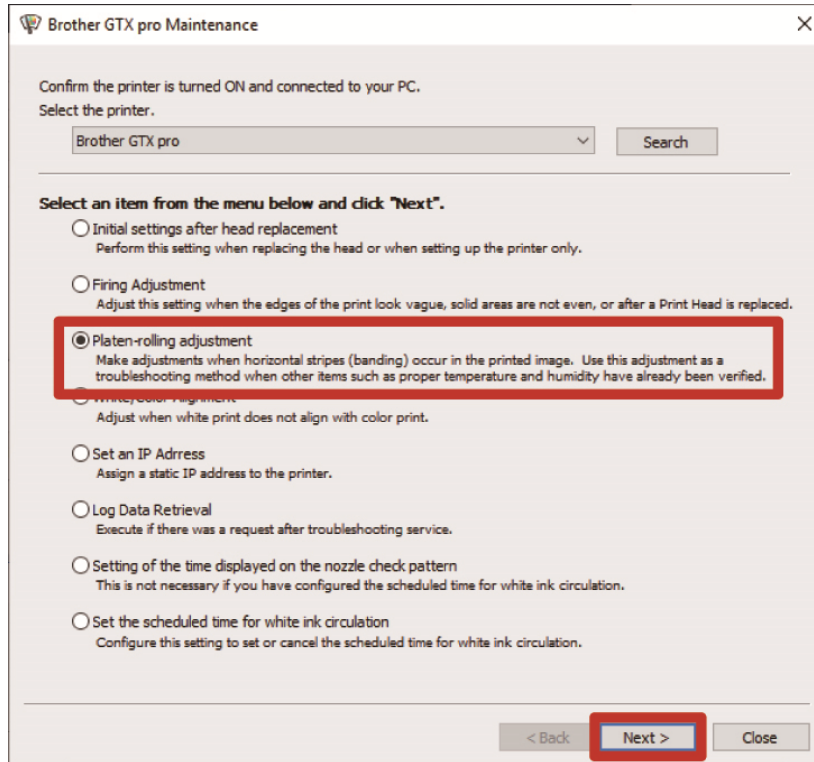 Brother GTX pro Maintenance
Confirm the printer is turned ON and connected to your PC.
Select the printer.
Brother GTX pro
Search
Select an item from the menu below and click "Next".
Initial settings after head replacement
Perform this setting when replacing the head or when setting up the printer only.
Firing Adjustment
Adjust this setting when the edges of the print look vague, solid areas are not even, or after a Print Head is replaced.
Platen-rolling adjustment
Make adjustments when horizontal stripes (banding) occur in the printed image. Use this adjustment as a
troubleshooting method when other items such as proper temperature and humidity have already been verified.
White/Color Alignment
Adjust when white print does not align with color print.
Set an IP Adrress
Assign a static IP address to the printer.
Log Data Retrieval
Execute if there was a request after troubleshooting service.
Setting of the time displayed on the nozzle check pattern
This is not necessary if you have configured the scheduled time for white ink circulation.
Set the scheduled time for white ink circulation
Configure this setting to set or cancel the scheduled time for white ink circulation.
< Back
Next >
Close